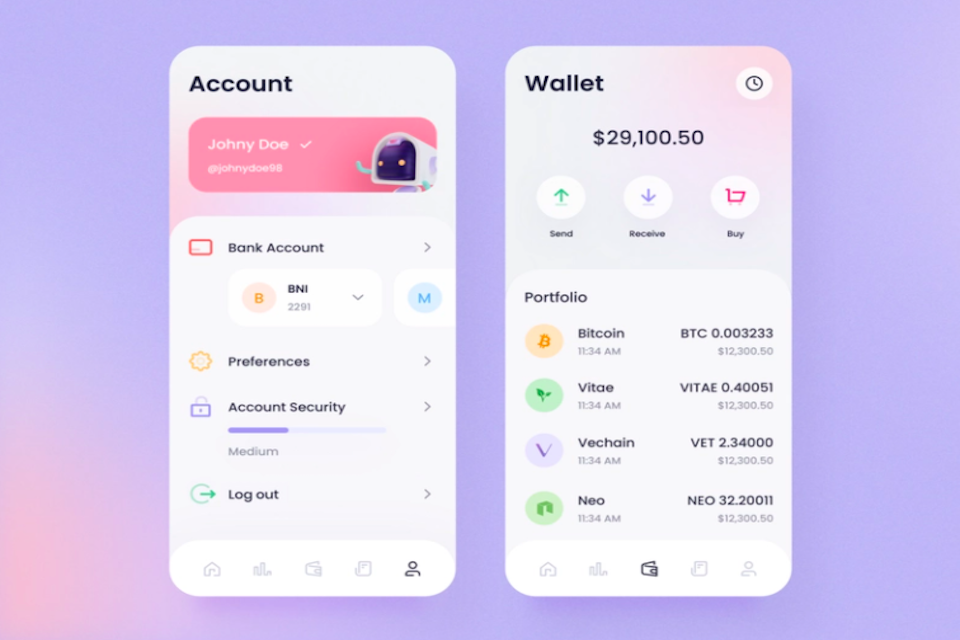 Account
Johny Doe
@johnydoe98
Bank Account
B
BNI
2291
M
Preferences
Account Security
Medium
Log out
Wallet
$29,100.50
Send
Receive
Buy
Portfolio
Bitcoin BTC 0.003233
11:34 AM $12,300.50
Vitae VITAE 0.40051
11:34 AM $12,300.50
Vechain VET 2.34000
11:34 AM $12,300.50
Neo NEO 32.20011
11:34 AM $12,300.50